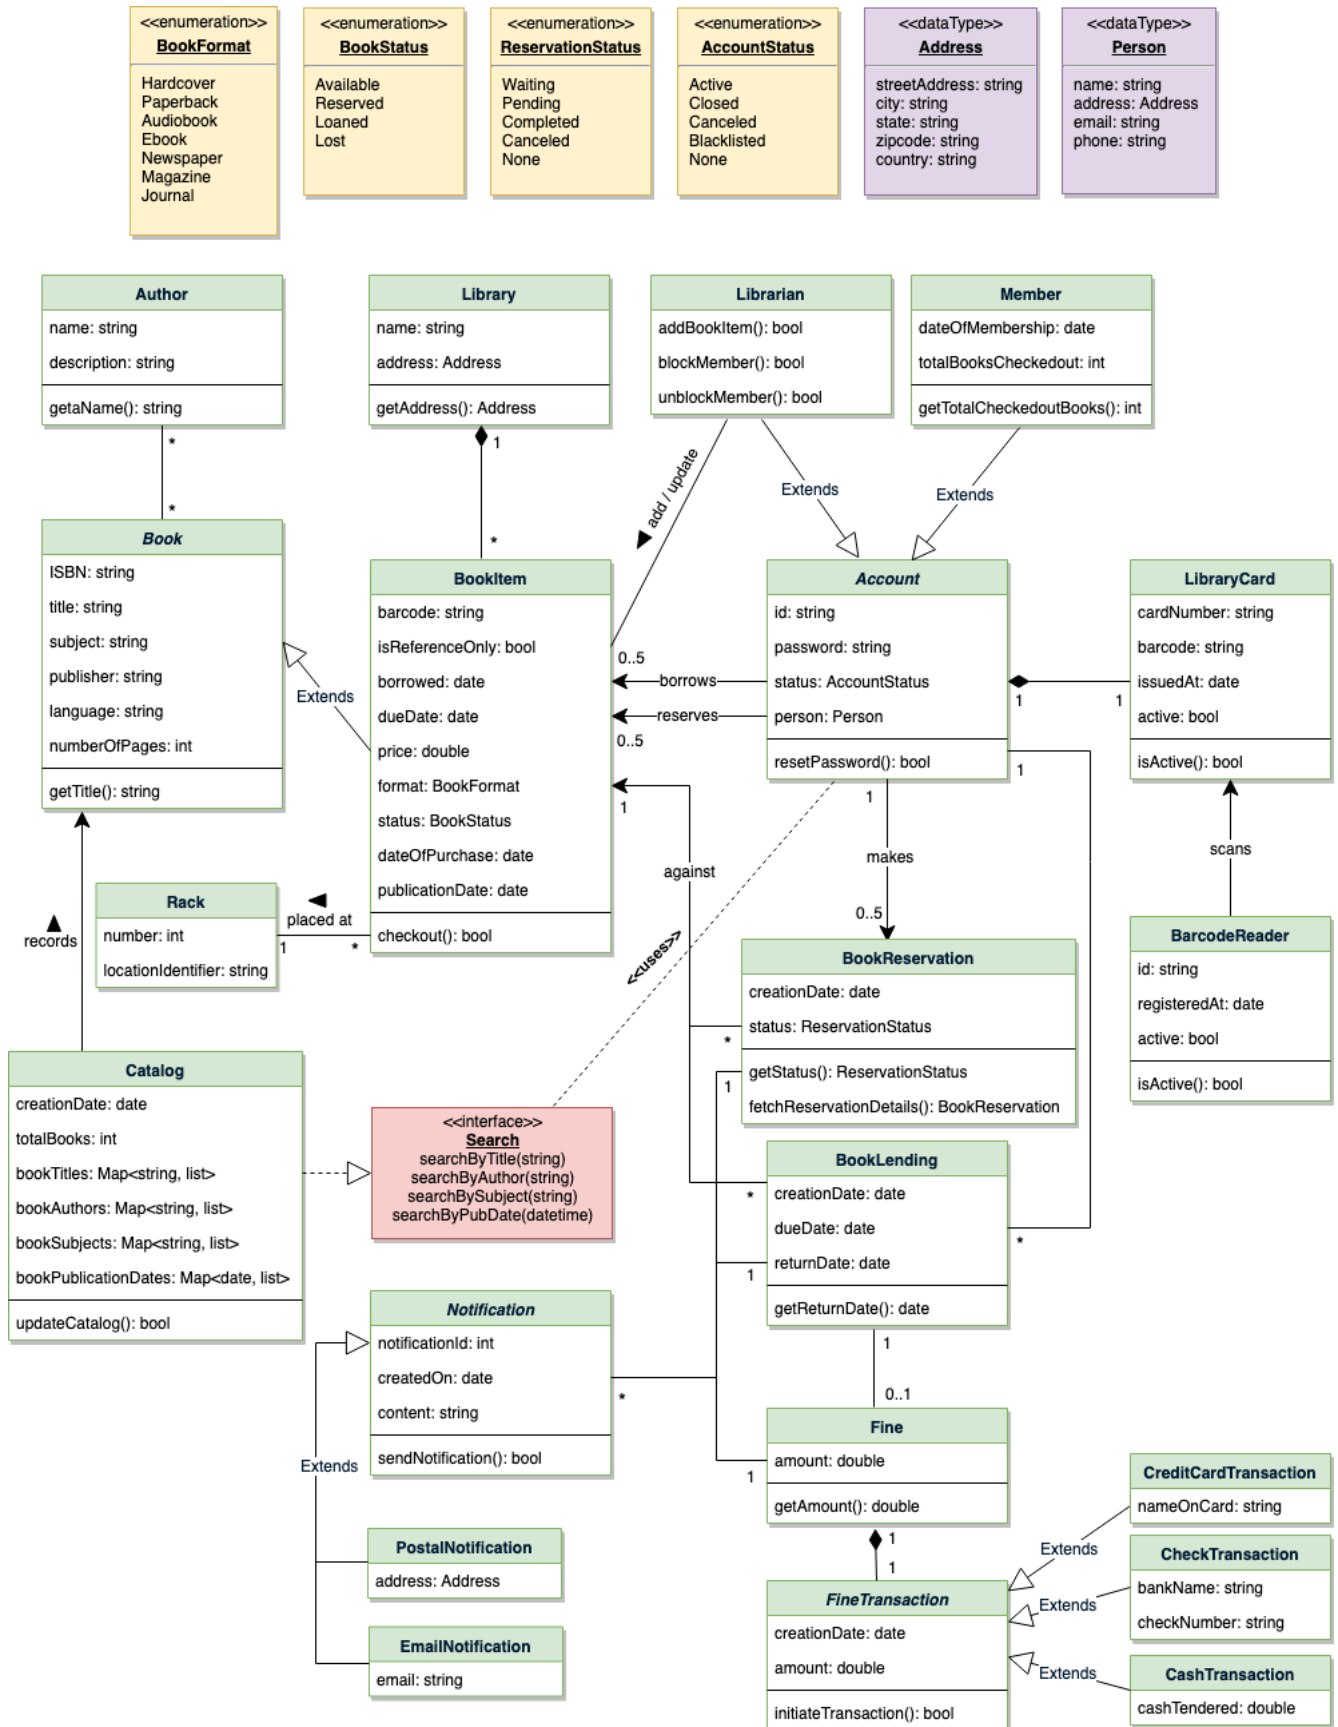 <<enumeration>>
BookFormat
Hardcover
Paperback
Audiobook
Ebook
Newspaper
Magazine
Journal
<<enumeration>>
BookStatus
Available
Reserved
Loaned
Lost
<<enumeration>>
ReservationStatus
Waiting
Pending
Completed
Canceled
None
<<enumeration>>
AccountStatus
Active
Closed
Canceled
Blacklisted
None
<<dataType>>
Address
streetAddress: string
city: string
state: string
zipcode: string
country: string
<<dataType>>
Person
name: string
address: Address
email: string
phone: string
Author
name: string
description: string
getaName(): string
*
*
Library
name: string
address: Address
getAddress(): Address
1
*
Librarian
addBookItem(): bool
blockMember(): bool
unblockMember(): bool
add / update
Extends
Member
dateOfMembership: date
totalBooksCheckedout: int
getTotalCheckedoutBooks(): int
Extends
Book
ISBN: string
title: string
subject: string
publisher: string
language: string
numberOfPages: int
getTitle(): string
Extends
BookItem
barcode: string
isReferenceOnly: bool
borrowed: date
dueDate: date
price: double
format: BookFormat
status: BookStatus
dateOfPurchase: date
publicationDate: date
checkout(): bool
0..5
borrows
reserves
0..5
1
against
Account
id: string
password: string
status: AccountStatus
person: Person
resetPassword(): bool
1
1
1
1
makes
0..5
LibraryCard
cardNumber: string
barcode: string
issuedAt: date
active: bool
isActive(): bool
scans
BarcodeReader
id: string
registeredAt: date
active: bool
isActive(): bool
Rack
number: int
locationIdentifier: string
placed at
1
*
records
<<uses>>
BookReservation
creationDate: date
status: ReservationStatus
getStatus(): ReservationStatus
fetchReservationDetails(): BookReservation
*
1
Catalog
creationDate: date
totalBooks: int
bookTitles: Map<string, list>
bookAuthors: Map<string, list>
bookSubjects: Map<string, list>
bookPublicationDates: Map<date, list>
updateCatalog(): bool
<<interface>>
Search
searchByTitle(string)
searchByAuthor(string)
searchBySubject(string)
searchByPubDate(datetime)
BookLending
creationDate: date
dueDate: date
returnDate: date
getReturnDate(): date
*
*
1
1
0..1
Notification
notificationId: int
createdOn: date
content: string
sendNotification(): bool
*
Extends
PostalNotification
address: Address
EmailNotification
email: string
Fine
amount: double
getAmount(): double
1
1
1
FineTransaction
creationDate: date
amount: double
initiateTransaction(): bool
Extends
Extends
Extends
CreditCardTransaction
nameOnCard: string
CheckTransaction
bankName: string
checkNumber: string
CashTransaction
cashTendered: double